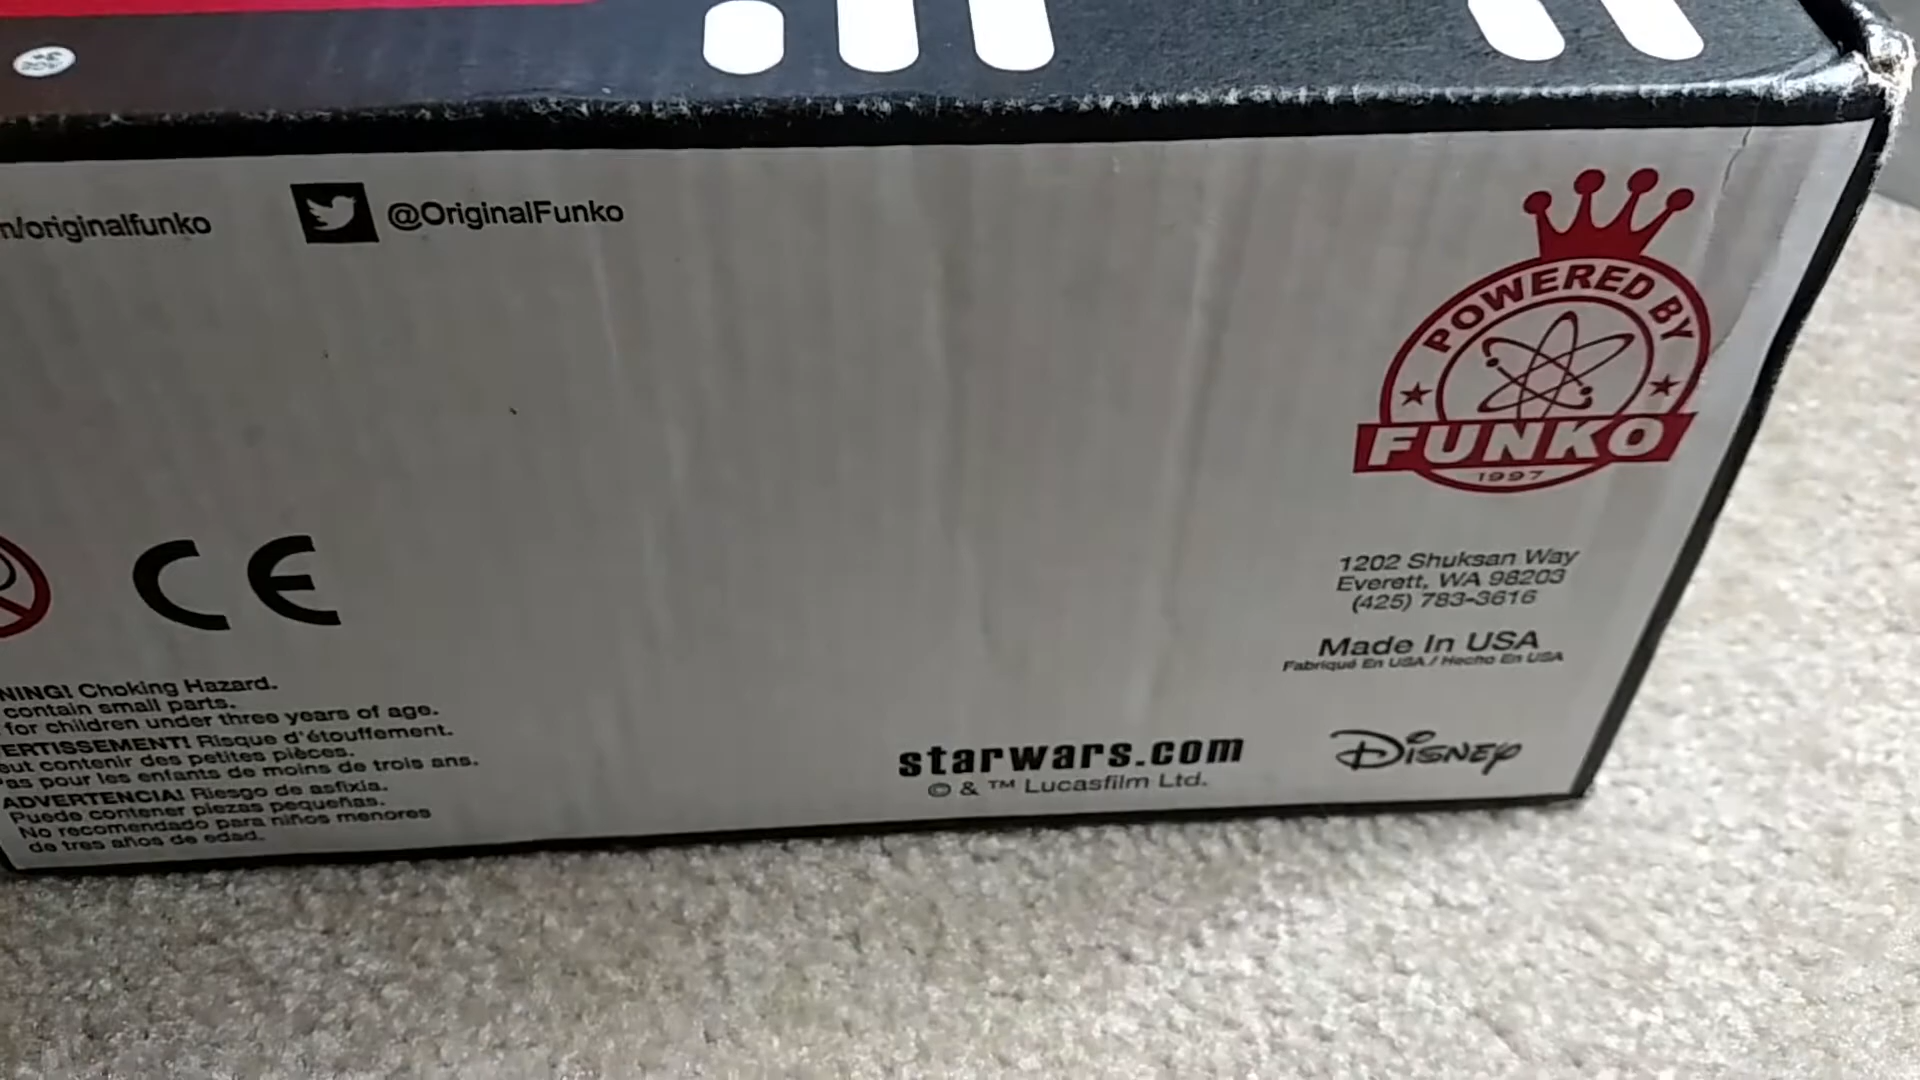 n/originalfunko
@OriginalFunko
POWERED BY
FUNKO
1997
CE
1202 Shuksan Way
Everett, WA 98203
(425) 783-3616
Made In USA
Fabriqué En USA / Hecho En USA
NING! Choking Hazard.
contain small parts.
for children under three years of age.
ERTISSEMENT! Risque d'étouffement.
eut contenir des petites pièces.
as pour les enfants de moins de trois ans.
ADVERTENCIA! Riesgo de asfixia.
Puede contener piezas pequeñas.
No recomendado para niños menores
de tres años de edad.
starwars.com
© & ™ Lucasfilm Ltd.
Disney